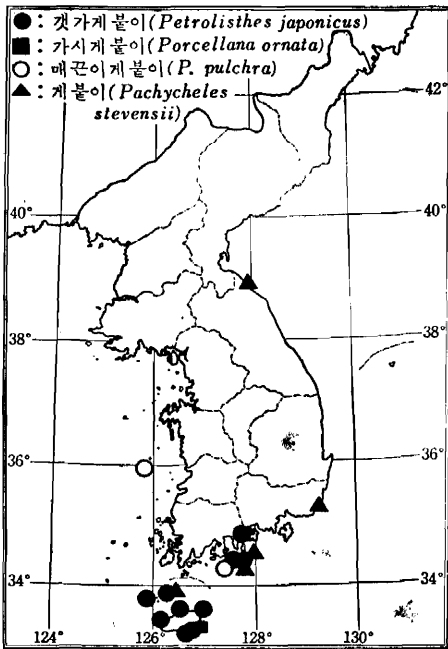 ● : 갯가게붙이(Petrolisthes japonicus)
■ : 가시게붙이(Porcellana ornata)
○ : 매끈이게붙이(P. pulchra)
▲ : 게붙이(Pachycheles
stevensii)
42°
40° 40°
38° 38°
36° 36°
34° 34°
124° 126° 128° 130°